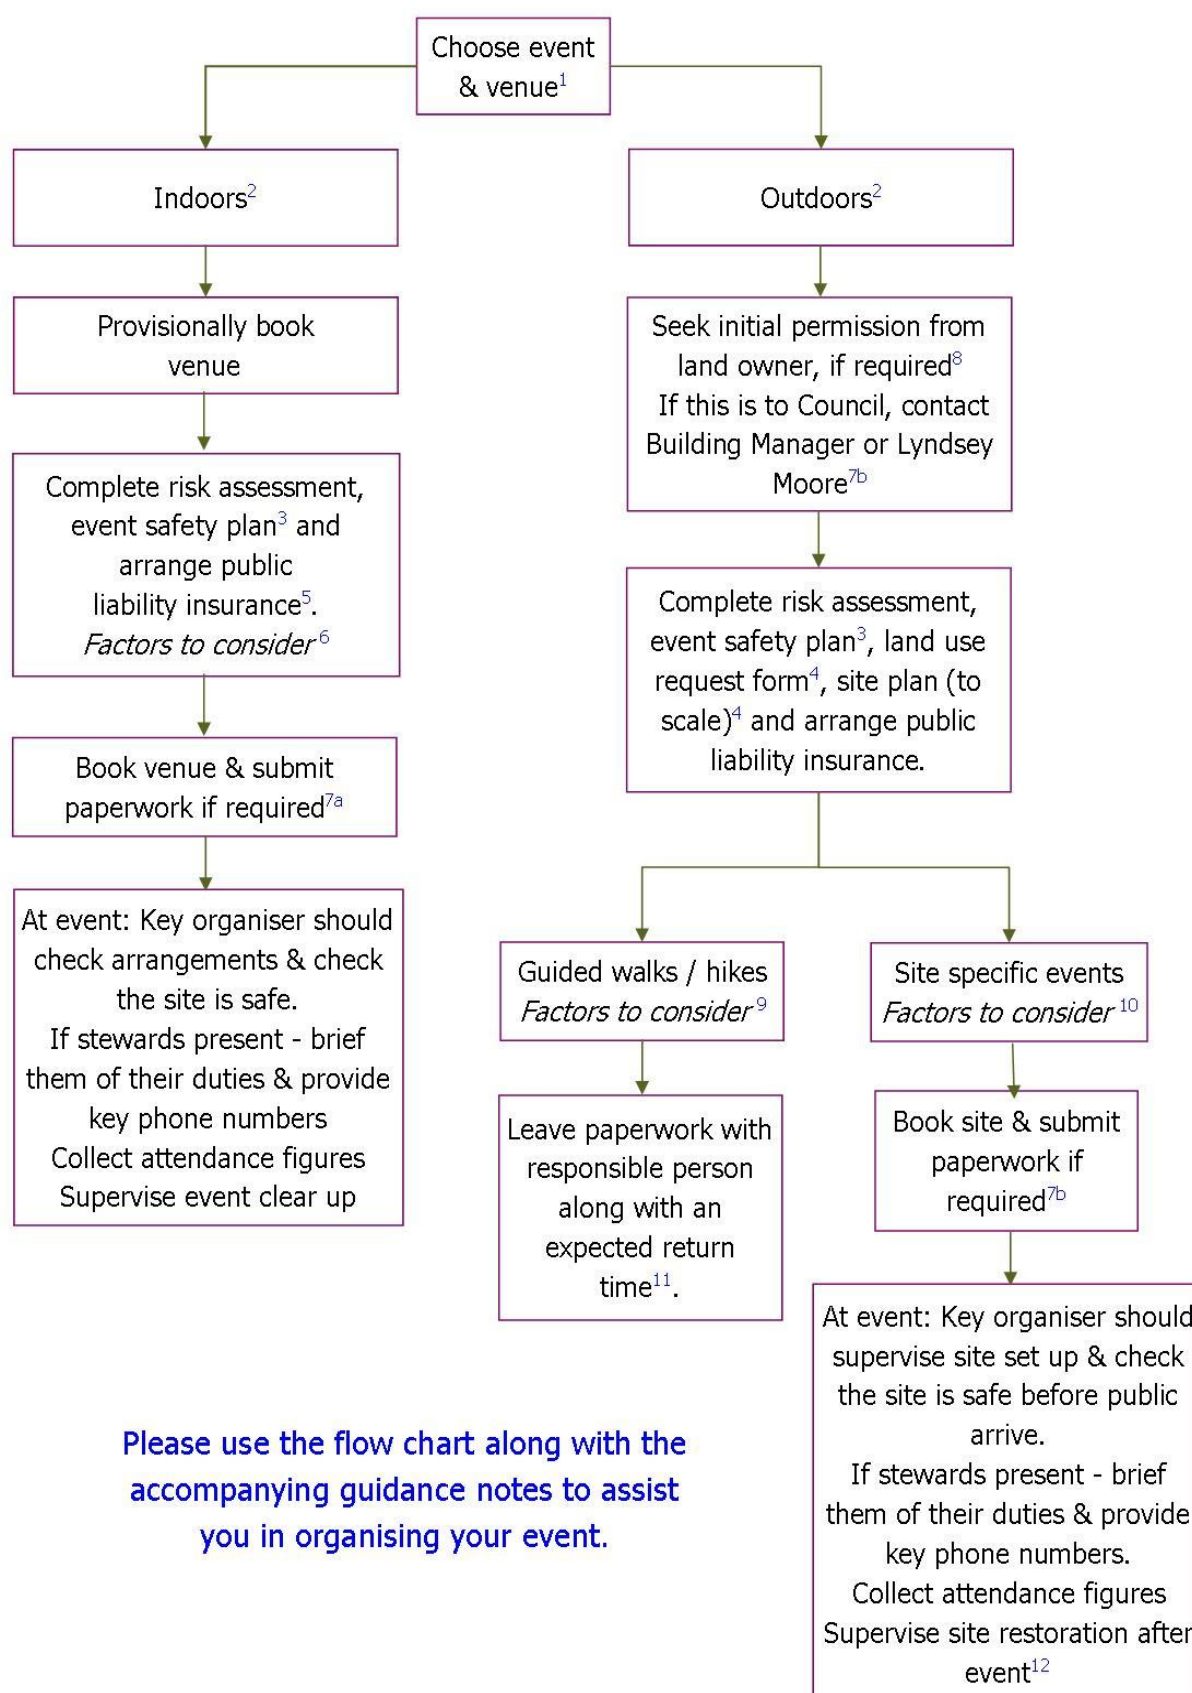 Choose event
& venue1
Indoors2
Outdoors2
Provisionally book
venue
Seek initial permission from
land owner, if required8
If this is to Council, contact
Building Manager or Lyndsey
Moore7b
Complete risk assessment,
event safety plan3 and
arrange public
liability insurance5.
Factors to consider 6
Complete risk assessment,
event safety plan3, land use
request form4, site plan (to
scale)4 and arrange public
liability insurance.
Book venue & submit
paperwork if required7a
At event: Key organiser should
check arrangements & check
the site is safe.
If stewards present - brief
them of their duties & provide
key phone numbers
Collect attendance figures
Supervise event clear up
Guided walks / hikes
Factors to consider 9
Site specific events
Factors to consider 10
Leave paperwork with
responsible person
along with an
expected return
time11.
Book site & submit
paperwork if
required7b
At event: Key organiser should
supervise site set up & check
the site is safe before public
arrive.
If stewards present - brief
them of their duties & provide
key phone numbers.
Collect attendance figures
Supervise site restoration after
event12
Please use the flow chart along with the
accompanying guidance notes to assist
you in organising your event.